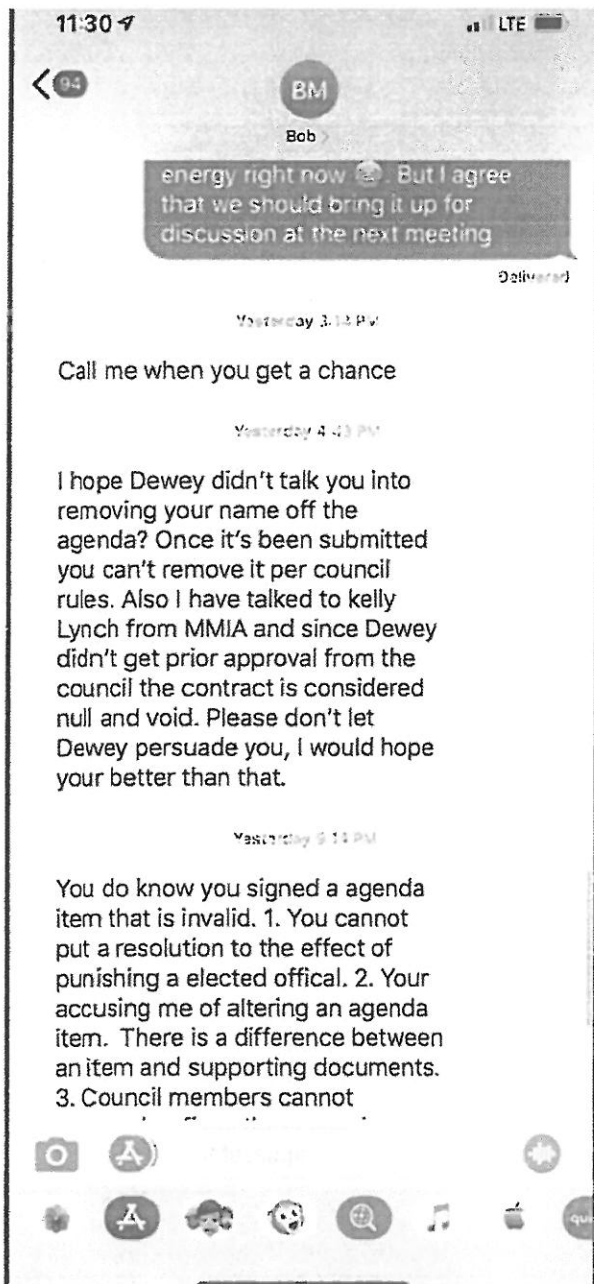 11:30
LTE
94
BM
Bob
energy right now. But I agree
that we should bring it up for
discussion at the next meeting
Delivered
Yesterday
Call me when you get a chance
Yesterday
I hope Dewey didn't talk you into
removing your name off the
agenda? Once it's been submitted
you can't remove it per council
rules. Also I have talked to kelly
Lynch from MMIA and since Dewey
didn't get prior approval from the
council the contract is considered
null and void. Please don't let
Dewey persuade you, I would hope
your better than that.
Yesterday
You do know you signed a agenda
item that is invalid. 1. You cannot
put a resolution to the effect of
punishing a elected offical. 2. Your
accusing me of altering an agenda
item. There is a difference between
an item and supporting documents.
3. Council members cannot